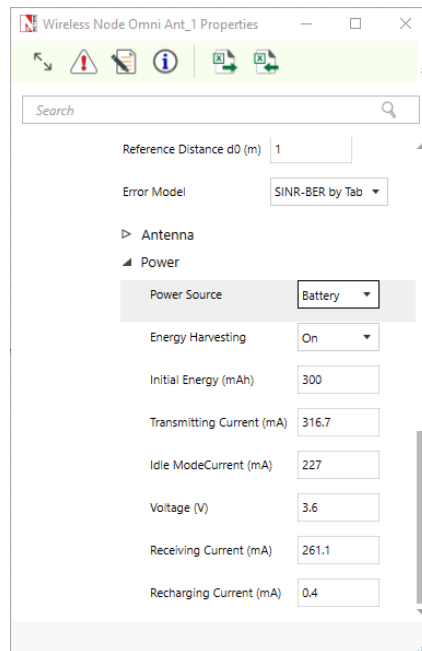 Wireless Node Omni Ant_1 Properties
Search
Reference Distance d0 (m) 1
Error Model SINR-BER by Tab
Antenna
Power
Power Source Battery
Energy Harvesting On
Initial Energy (mAh) 300
Transmitting Current (mA) 316.7
Idle ModeCurrent (mA) 227
Voltage (V) 3.6
Receiving Current (mA) 261.1
Recharging Current (mA) 0.4